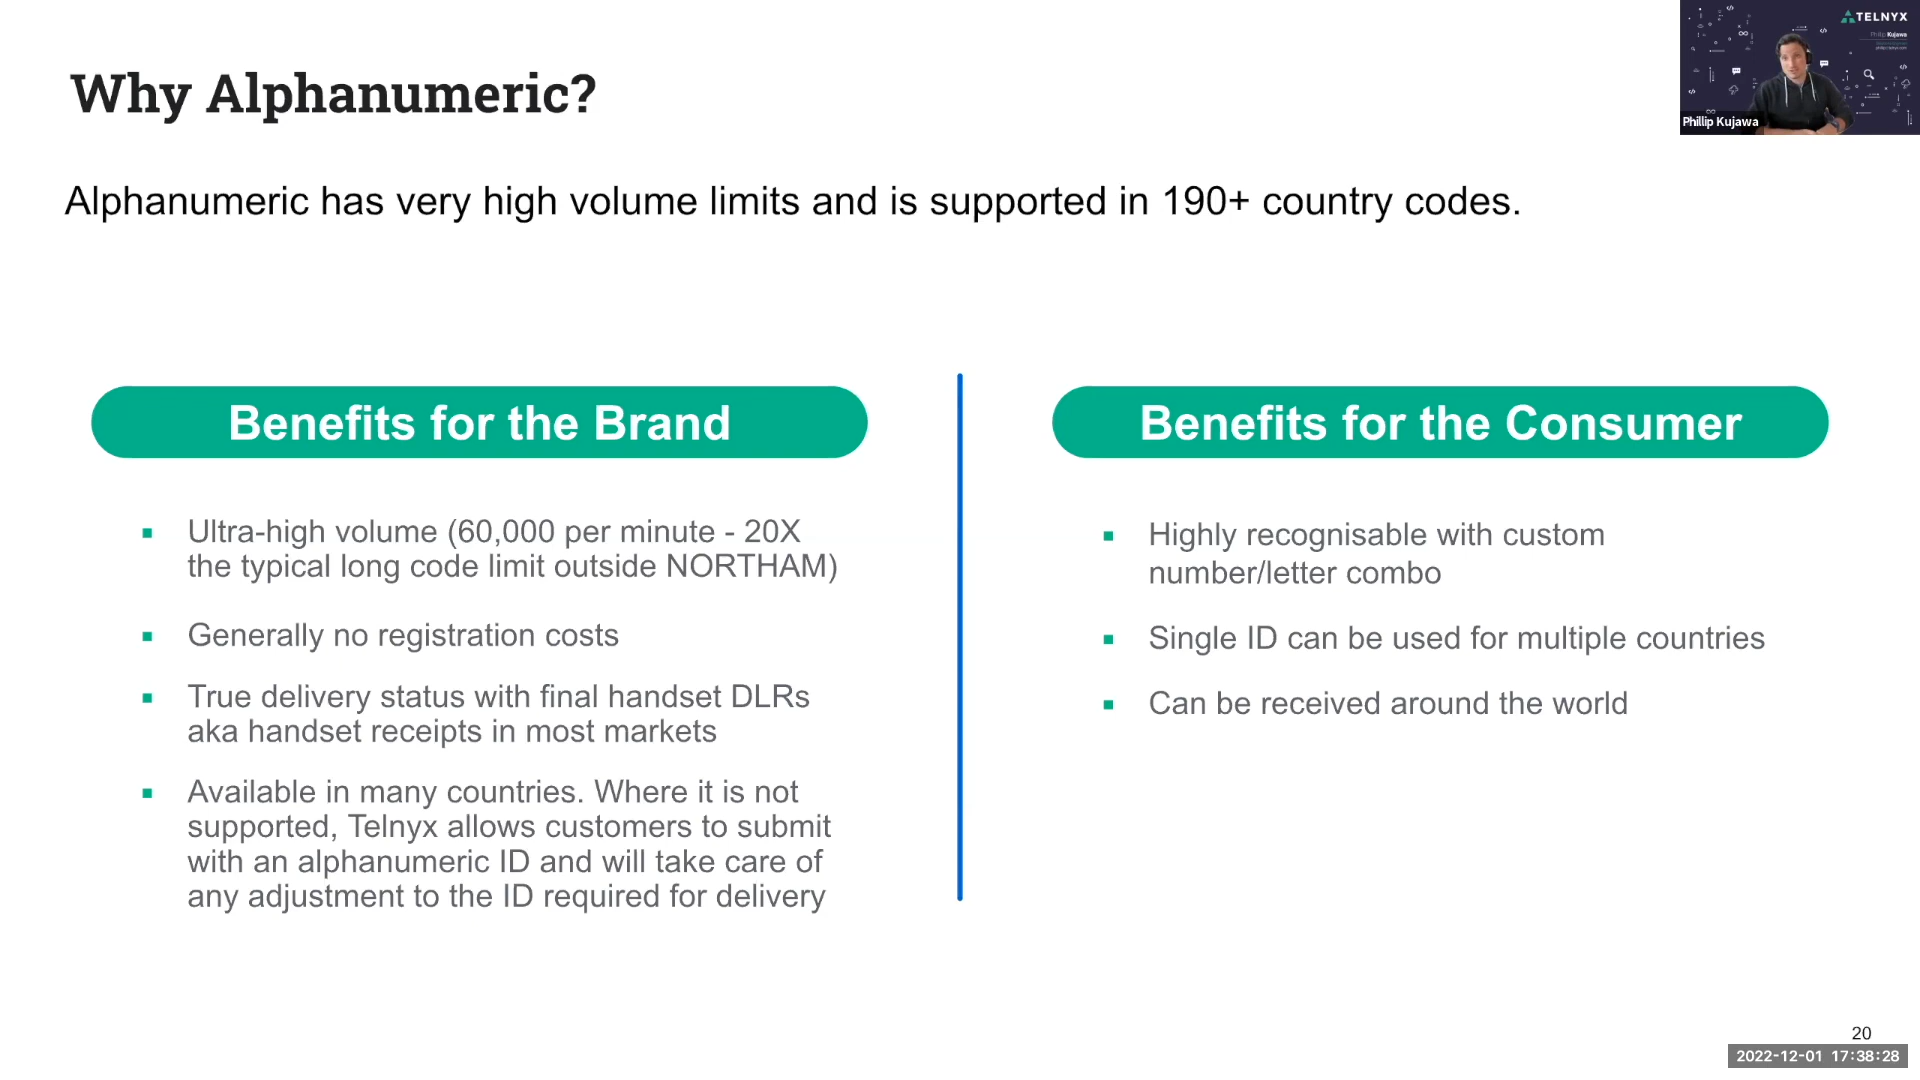 TELNYX
Phillip Kujawa
Phillip Kujawa
Why Alphanumeric?
Alphanumeric has very high volume limits and is supported in 190+ country codes.
Benefits for the Brand
▪ Ultra-high volume (60,000 per minute - 20X
the typical long code limit outside NORTHAM)
▪ Generally no registration costs
▪ True delivery status with final handset DLRs
aka handset receipts in most markets
▪ Available in many countries. Where it is not
supported, Telnyx allows customers to submit
with an alphanumeric ID and will take care of
any adjustment to the ID required for delivery
Benefits for the Consumer
▪ Highly recognisable with custom
number/letter combo
▪ Single ID can be used for multiple countries
▪ Can be received around the world
20
2022-12-01 17:38:28